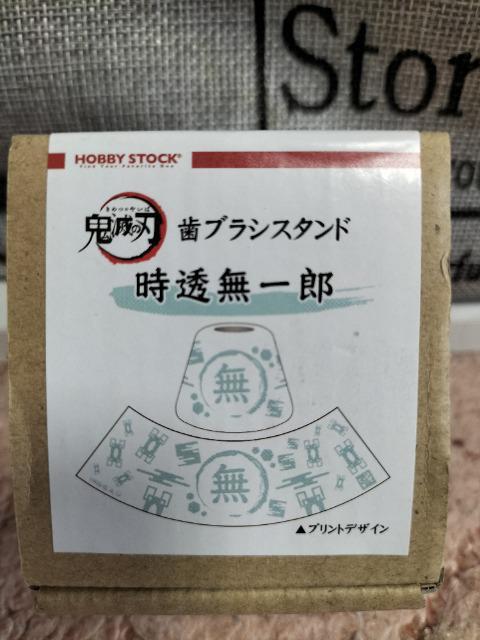 Stor
HOBBY STOCK®
Find Your Favorite One
きめつのやいば
鬼滅の刃
歯ブラシスタンド
時透無一郎
無
無
▲プリントデザイン